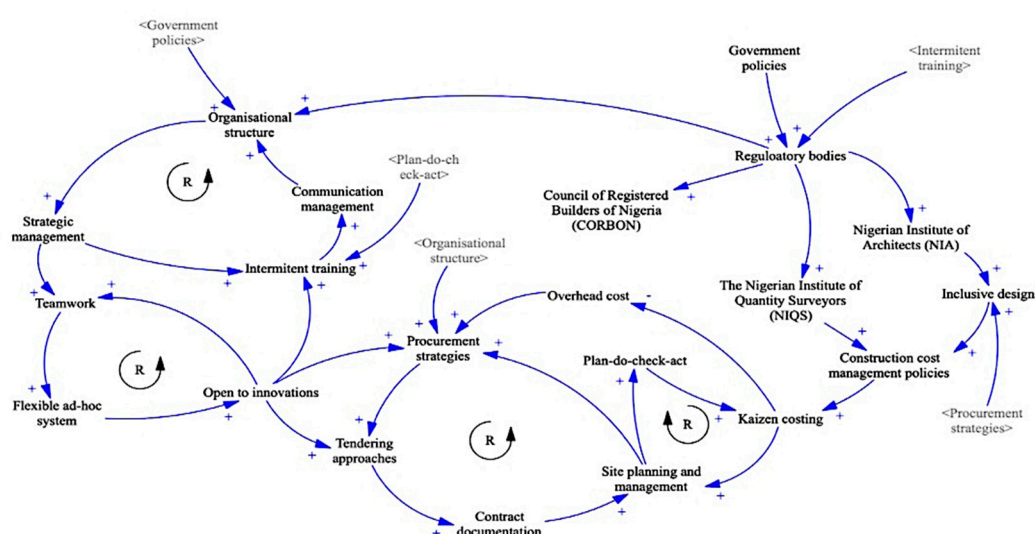 <Government
policies>
Government
policies
<Intermitent
training>
+
+
Organisational
structure
+
+
+
Reguloatory bodies
<Plan-do-ch
eck-act>
R
Communication
management
Council of Registered
Builders of Nigeria
(CORBON)
+
+
+
Strategic
management
+
Nigerian Institute of
Architects (NIA)
<Organisational
structure>
Intermitent training
+
+
+
+
+
+
The Nigerian Institute of
Quantity Surveyors
(NIQS)
Inclusive design
+
+
Teamwork
+
Overhead cost
-
+
+
+
Procurement
strategies
+
+
+
Construction cost
management policies
Plan-do-check-act
R
+
Flexible ad-hoc
system
+
Open to innovations
+
+
Kaizen costing
+
<Procurement
strategies>
+
Tendering
approaches
+
R
R
Site planning and
management
+
+
Contract
documentation
+